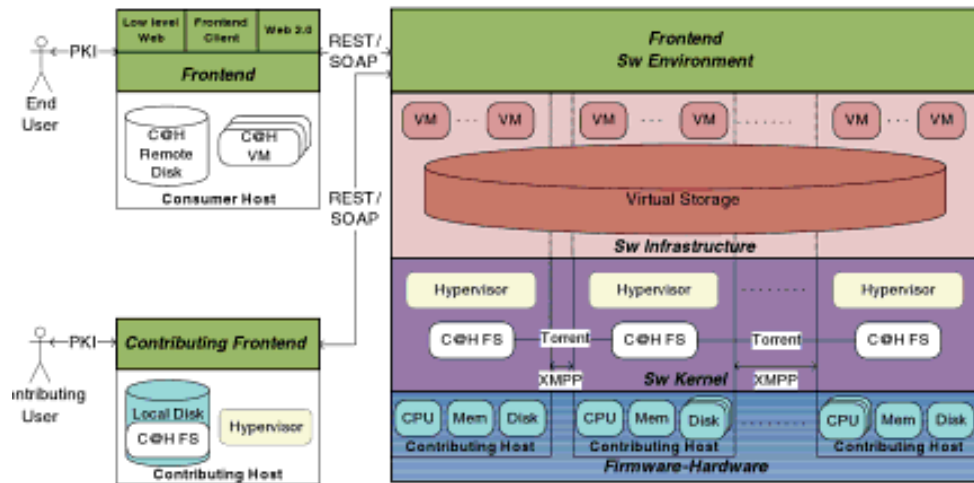 Low level Web
Frontend Client
Web 2.0
Frontend
End User
PKI
REST/ SOAP
C@H Remote Disk
C@H VM
Consumer Host
REST/ SOAP
Frontend
Sw Environment
VM ... VM
VM ... VM
.......
VM ... VM
Virtual Storage
Sw Infrastructure
Hypervisor
Hypervisor
........
Hypervisor
C@H FS
Torrent
C@H FS
Torrent
C@H FS
XMPP
Sw Kernel
XMPP
CPU
Mem
Disk
CPU
Mem
Disk
........
CPU
Mem
Disk
Contributing Host
Contributing Host
Contributing Host
Firmware-Hardware
PKI
ntributing User
Contributing Frontend
Local Disk
C@H FS
Hypervisor
Contributing Host